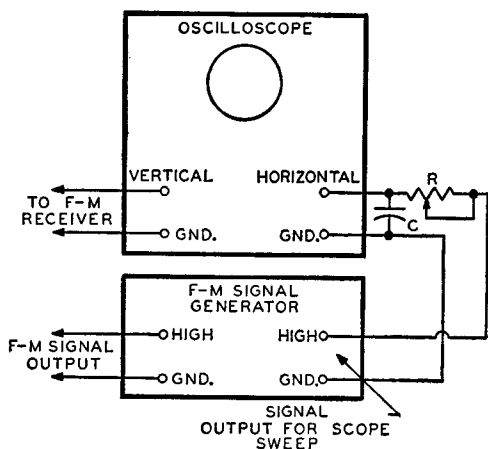 OSCILLOSCOPE
VERTICAL
HORIZONTAL
R
TO F-M
RECEIVER
GND.
GND.
C
F-M SIGNAL
GENERATOR
HIGH
HIGH
F-M SIGNAL
OUTPUT
GND.
GND.
SIGNAL
OUTPUT FOR SCOPE
SWEEP